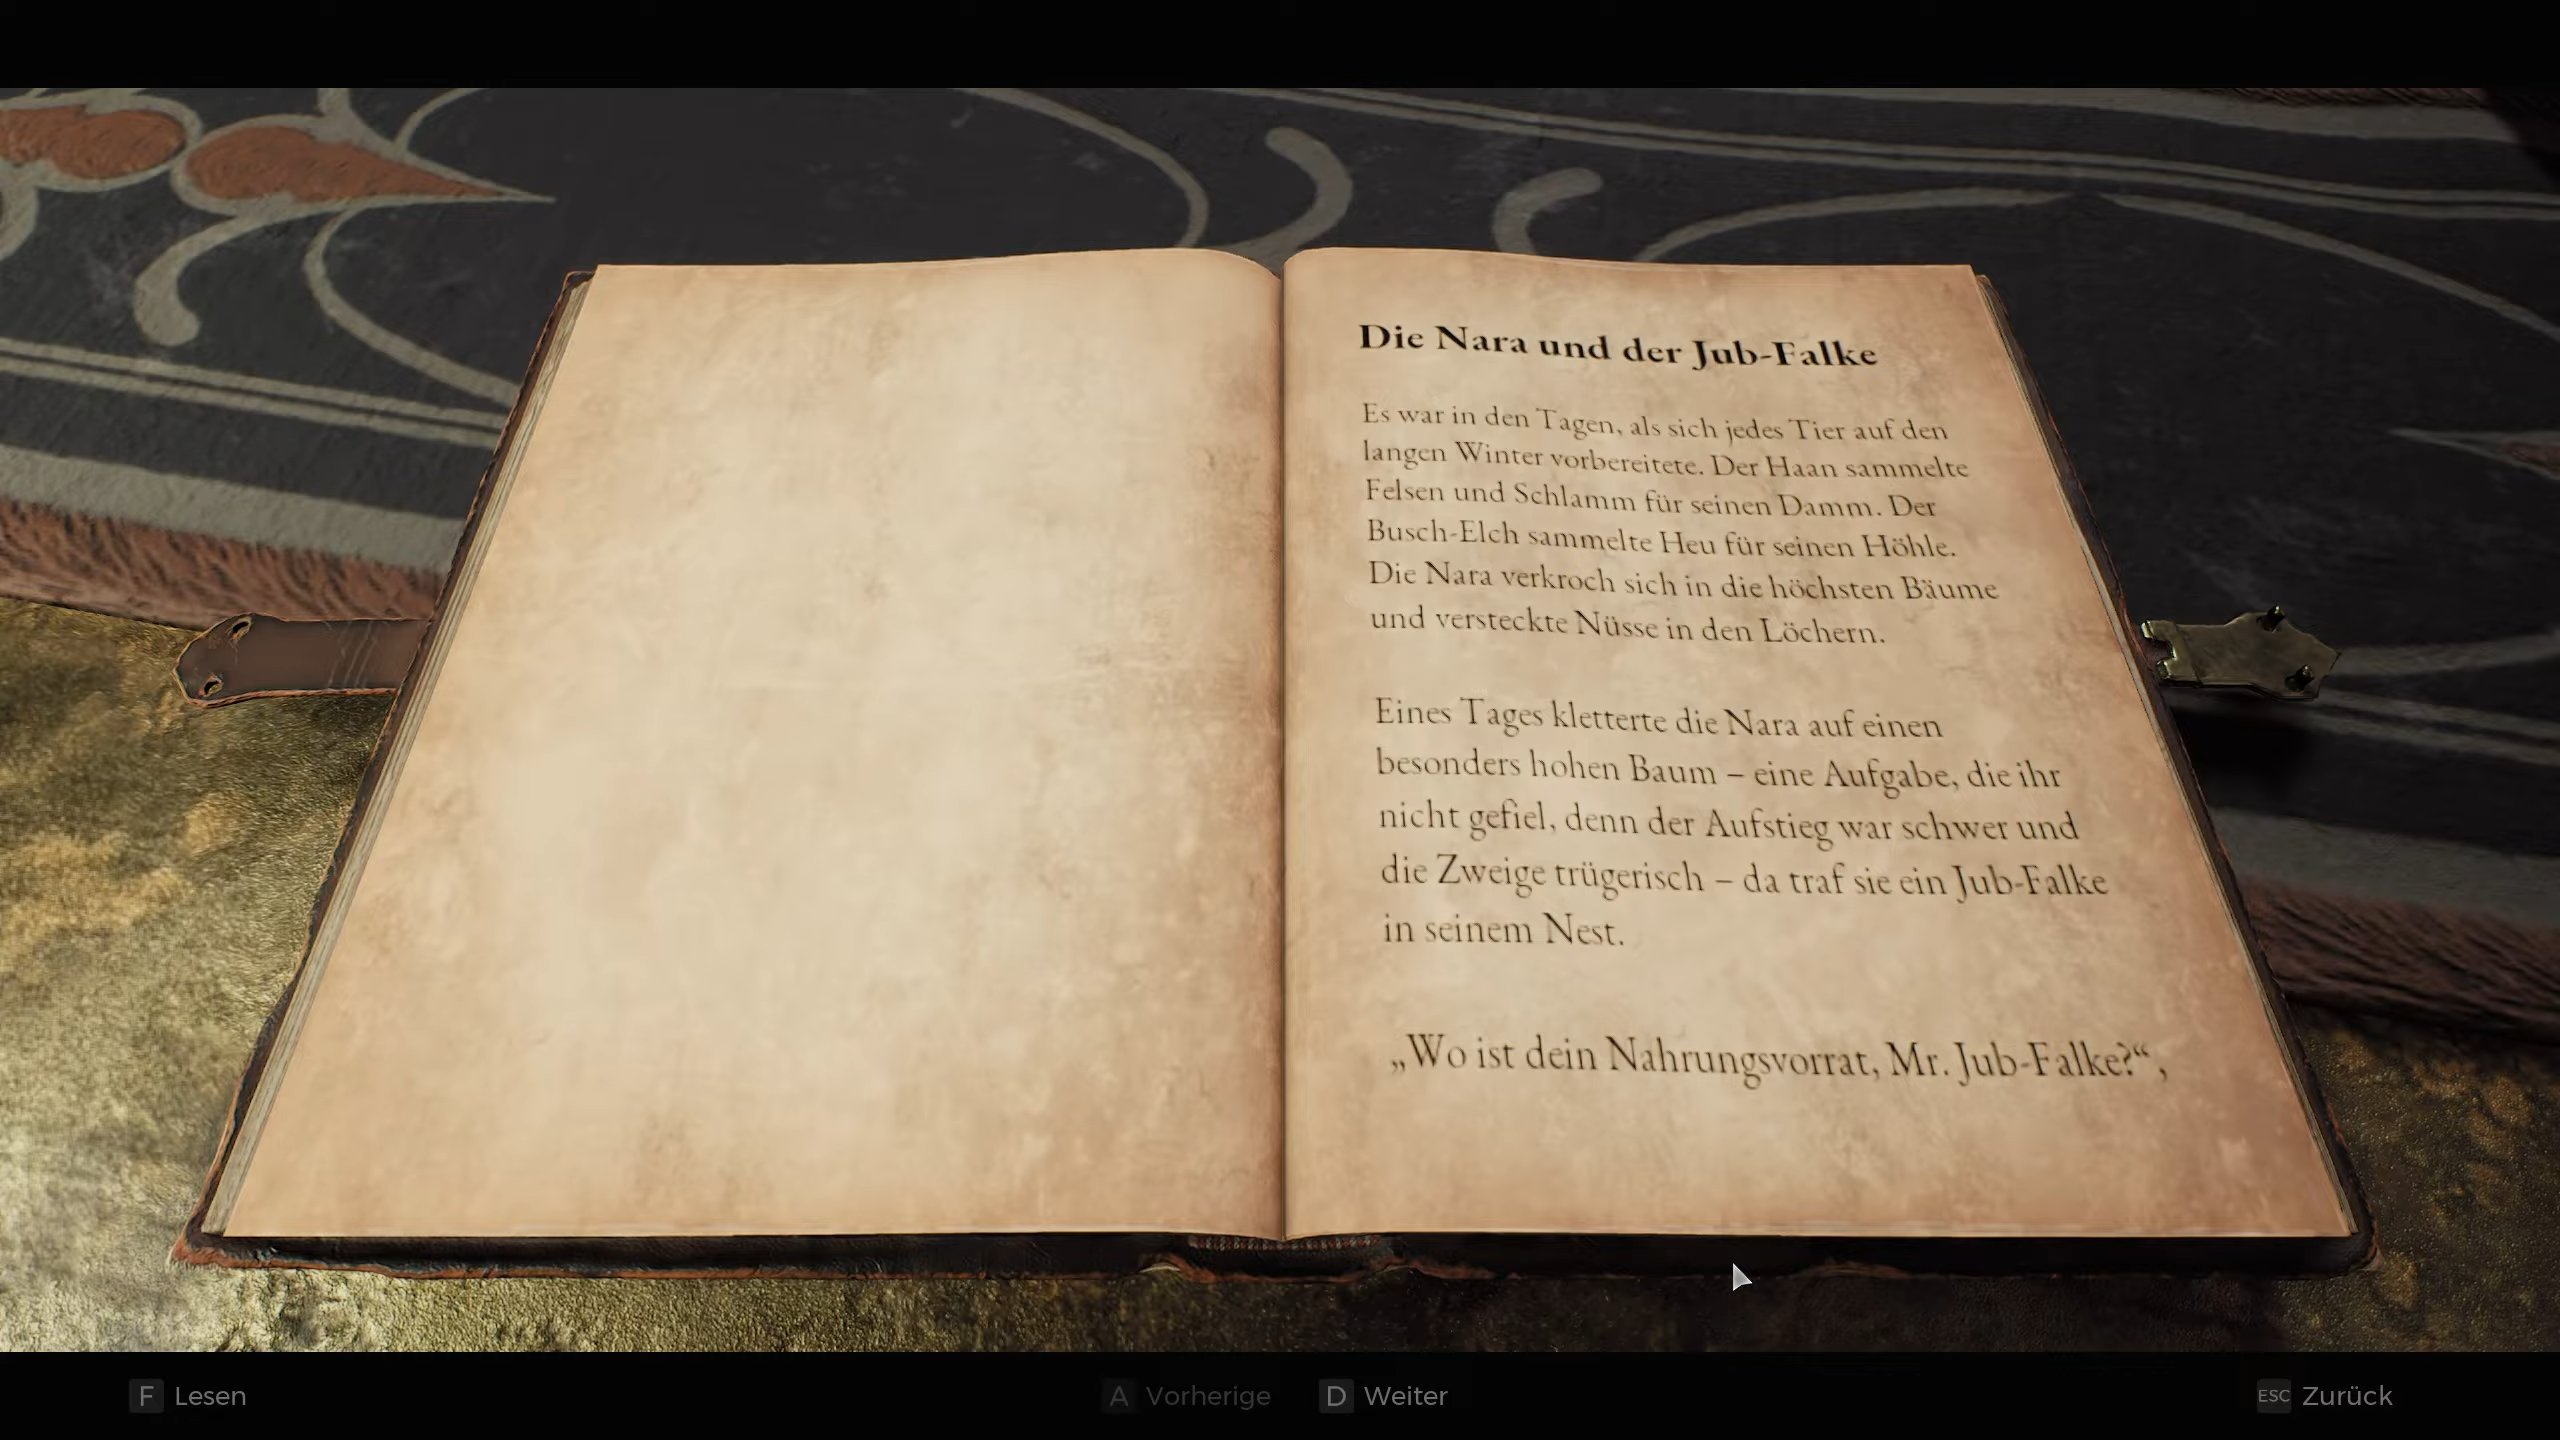 Die Nara und der Jub-Falke
Es war in den Tagen, als sich jedes Tier auf den
langen Winter vorbereitete. Der Haan sammelte
Felsen und Schlamm für seinen Damm. Der
Busch-Elch sammelte Heu für seinen Höhle.
Die Nara verkroch sich in die höchsten Bäume
und versteckte Nüsse in den Löchern.
Eines Tages kletterte die Nara auf einen
besonders hohen Baum – eine Aufgabe, die ihr
nicht gefiel, denn der Aufstieg war schwer und
die Zweige trügerisch – da traf sie ein Jub-Falke
in seinem Nest.
„Wo ist dein Nahrungsvorrat, Mr. Jub-Falke?“,
F Lesen
A Vorherige
D Weiter
ESC Zurück